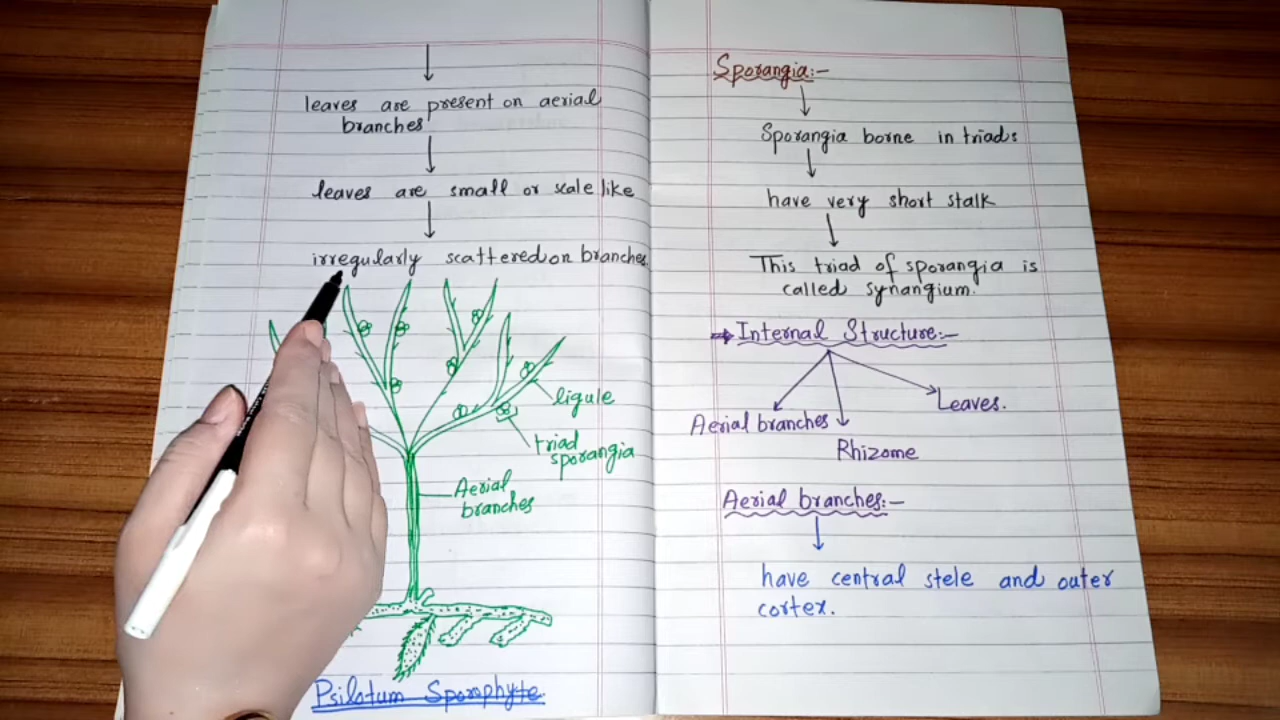 leaves are present on aerial
branches
leaves are small or scale like
irregularly scattered on branches
ligule
triad
sporangia
Aerial
branches
Psilotum Sporophyte
Sporangia:-
Sporangia borne in triads
have very short stalk
This triad of sporangia is
called synangium.
Internal Structure:-
Aerial branches
Rhizome
Leaves.
Aerial branches:-
have central stele and outer
cortex.